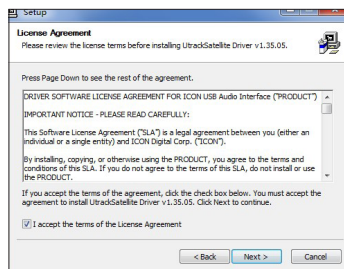 Setup
License Agreement
Please review the license terms before installing UtrackSatellite Driver v1.35.05.
Press Page Down to see the rest of the agreement.
DRIVER SOFTWARE LICENSE AGREEMENT FOR ICON USB Audio Interface ("PRODUCT")
IMPORTANT NOTICE - PLEASE READ CAREFULLY:
This Software License Agreement ("SLA") is a legal agreement between you (either an
individual or a single entity) and ICON Digital Corp. ("ICON").
By installing, copying, or otherwise using the PRODUCT, you agree to the terms and
conditions of this SLA. If you do not agree to the terms of this SLA, do not install or use
the PRODUCT.
If you accept the terms of the agreement, click the check box below. You must accept the
agreement to install UtrackSatellite Driver v1.35.05. Click Next to continue.
I accept the terms of the License Agreement
< Back Next > Cancel